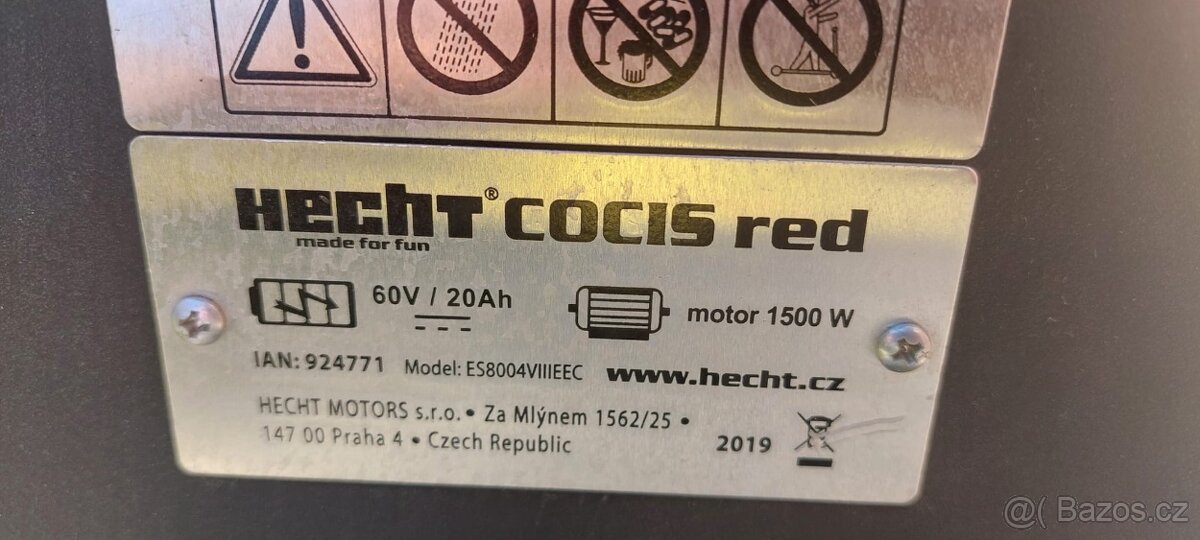 HECHT® COCIS red
made for fun
60V / 20Ah motor 1500 W
IAN: 924771 Model: ES8004VIIIEEC www.hecht.cz
HECHT MOTORS s.r.o. • Za Mlýnem 1562/25 •
147 00 Praha 4 • Czech Republic 2019
@( Bazos.cz